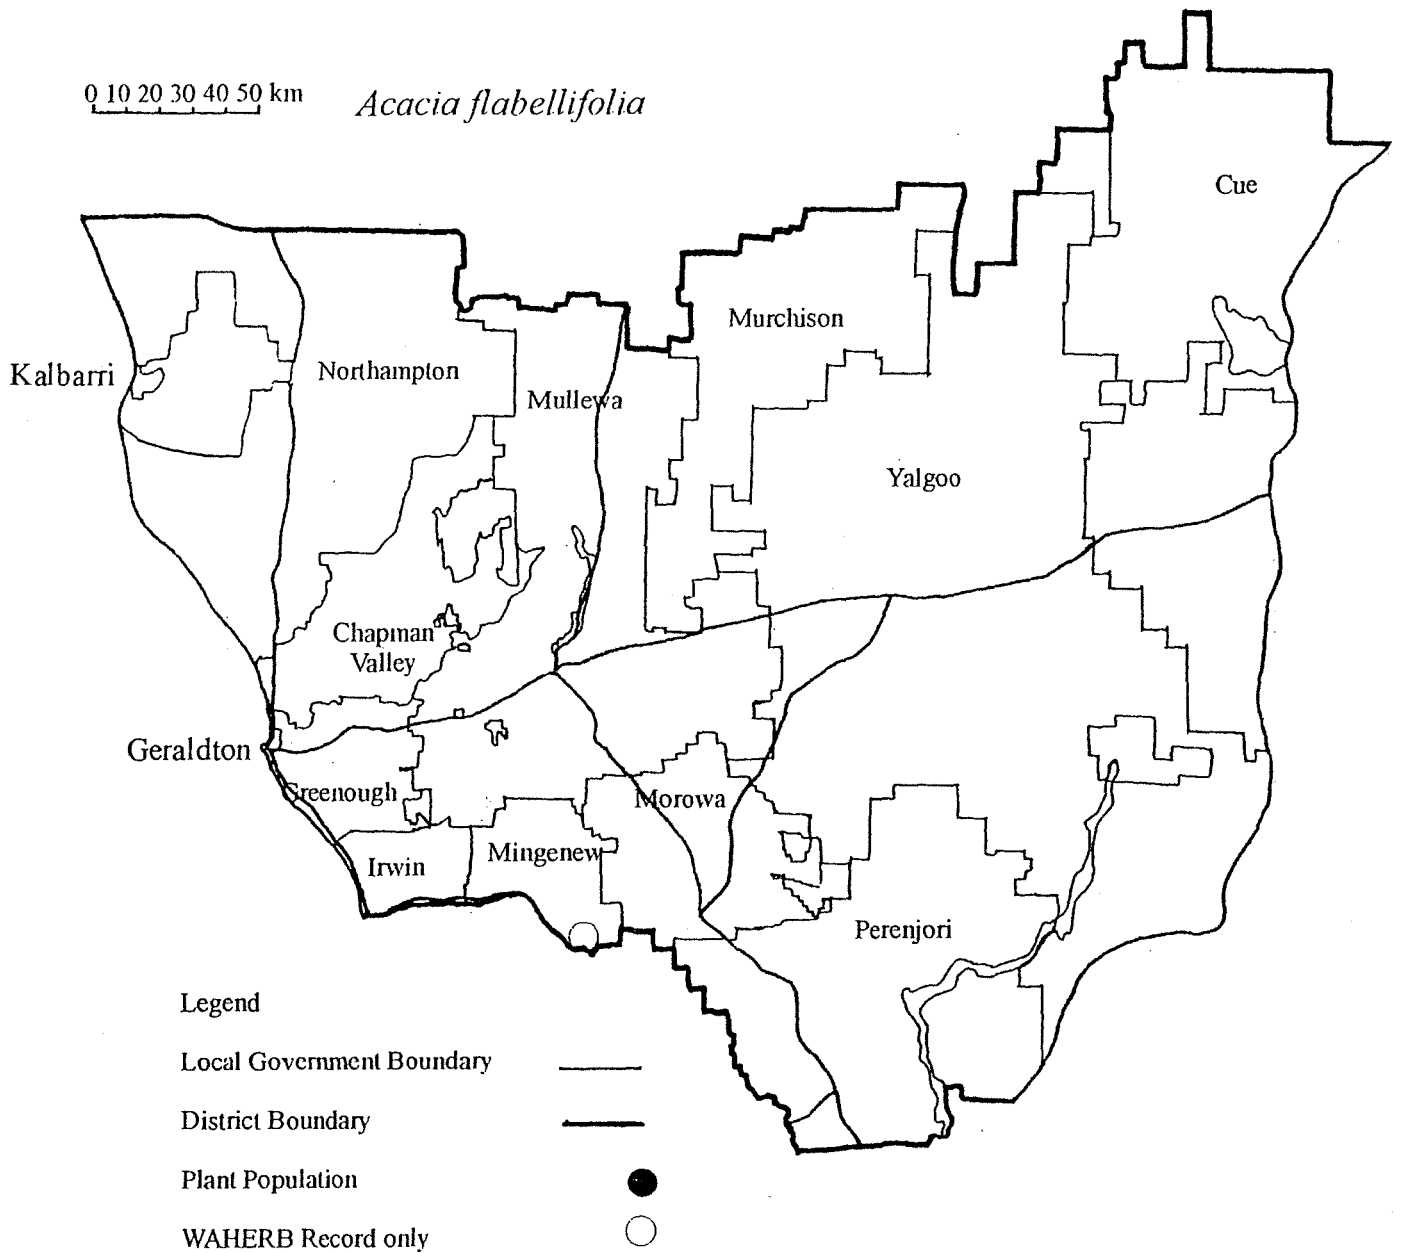 0 10 20 30 40 50 km
Acacia flabellifolia
Cue
Murchison
Kalbarri
Northampton
Mullewa
Yalgoo
Chapman
Valley
Geraldton
Greenough
Morowa
Irwin
Mingenew
Perenjori
Legend
Local Government Boundary
District Boundary
Plant Population
WAHERB Record only